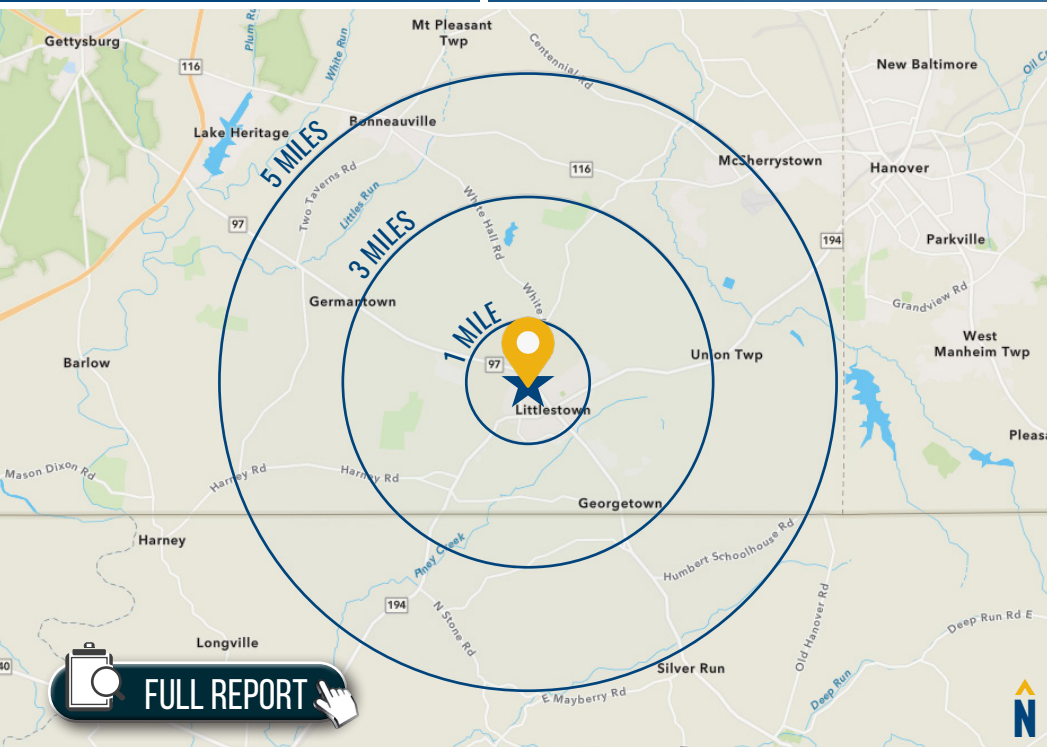 Gettysburg
Plum Ru
White Run
Mt Pleasant
Twp
Centennial Rd
New Baltimore
Oil C
116
Lake Heritage
Bonneauville
5 MILES
McSherrystown
Hanover
116
Two Taverns Rd
Littles Run
White Hall Rd
97
3 MILES
194
Parkville
Germantown
White
Grandview Rd
1 MILE
West
Manheim Twp
Barlow
97
Union Twp
Littlestown
Pleas
Mason Dixon Rd
Harney Rd
Harney Rd
Georgetown
Harney
Piney Creek
Humbert Schoolhouse Rd
194
N Stone Rd
Old Hanover Rd
Deep Run Rd E
Longville
40
Silver Run
FULL REPORT
E Mayberry Rd
Deep Run
N